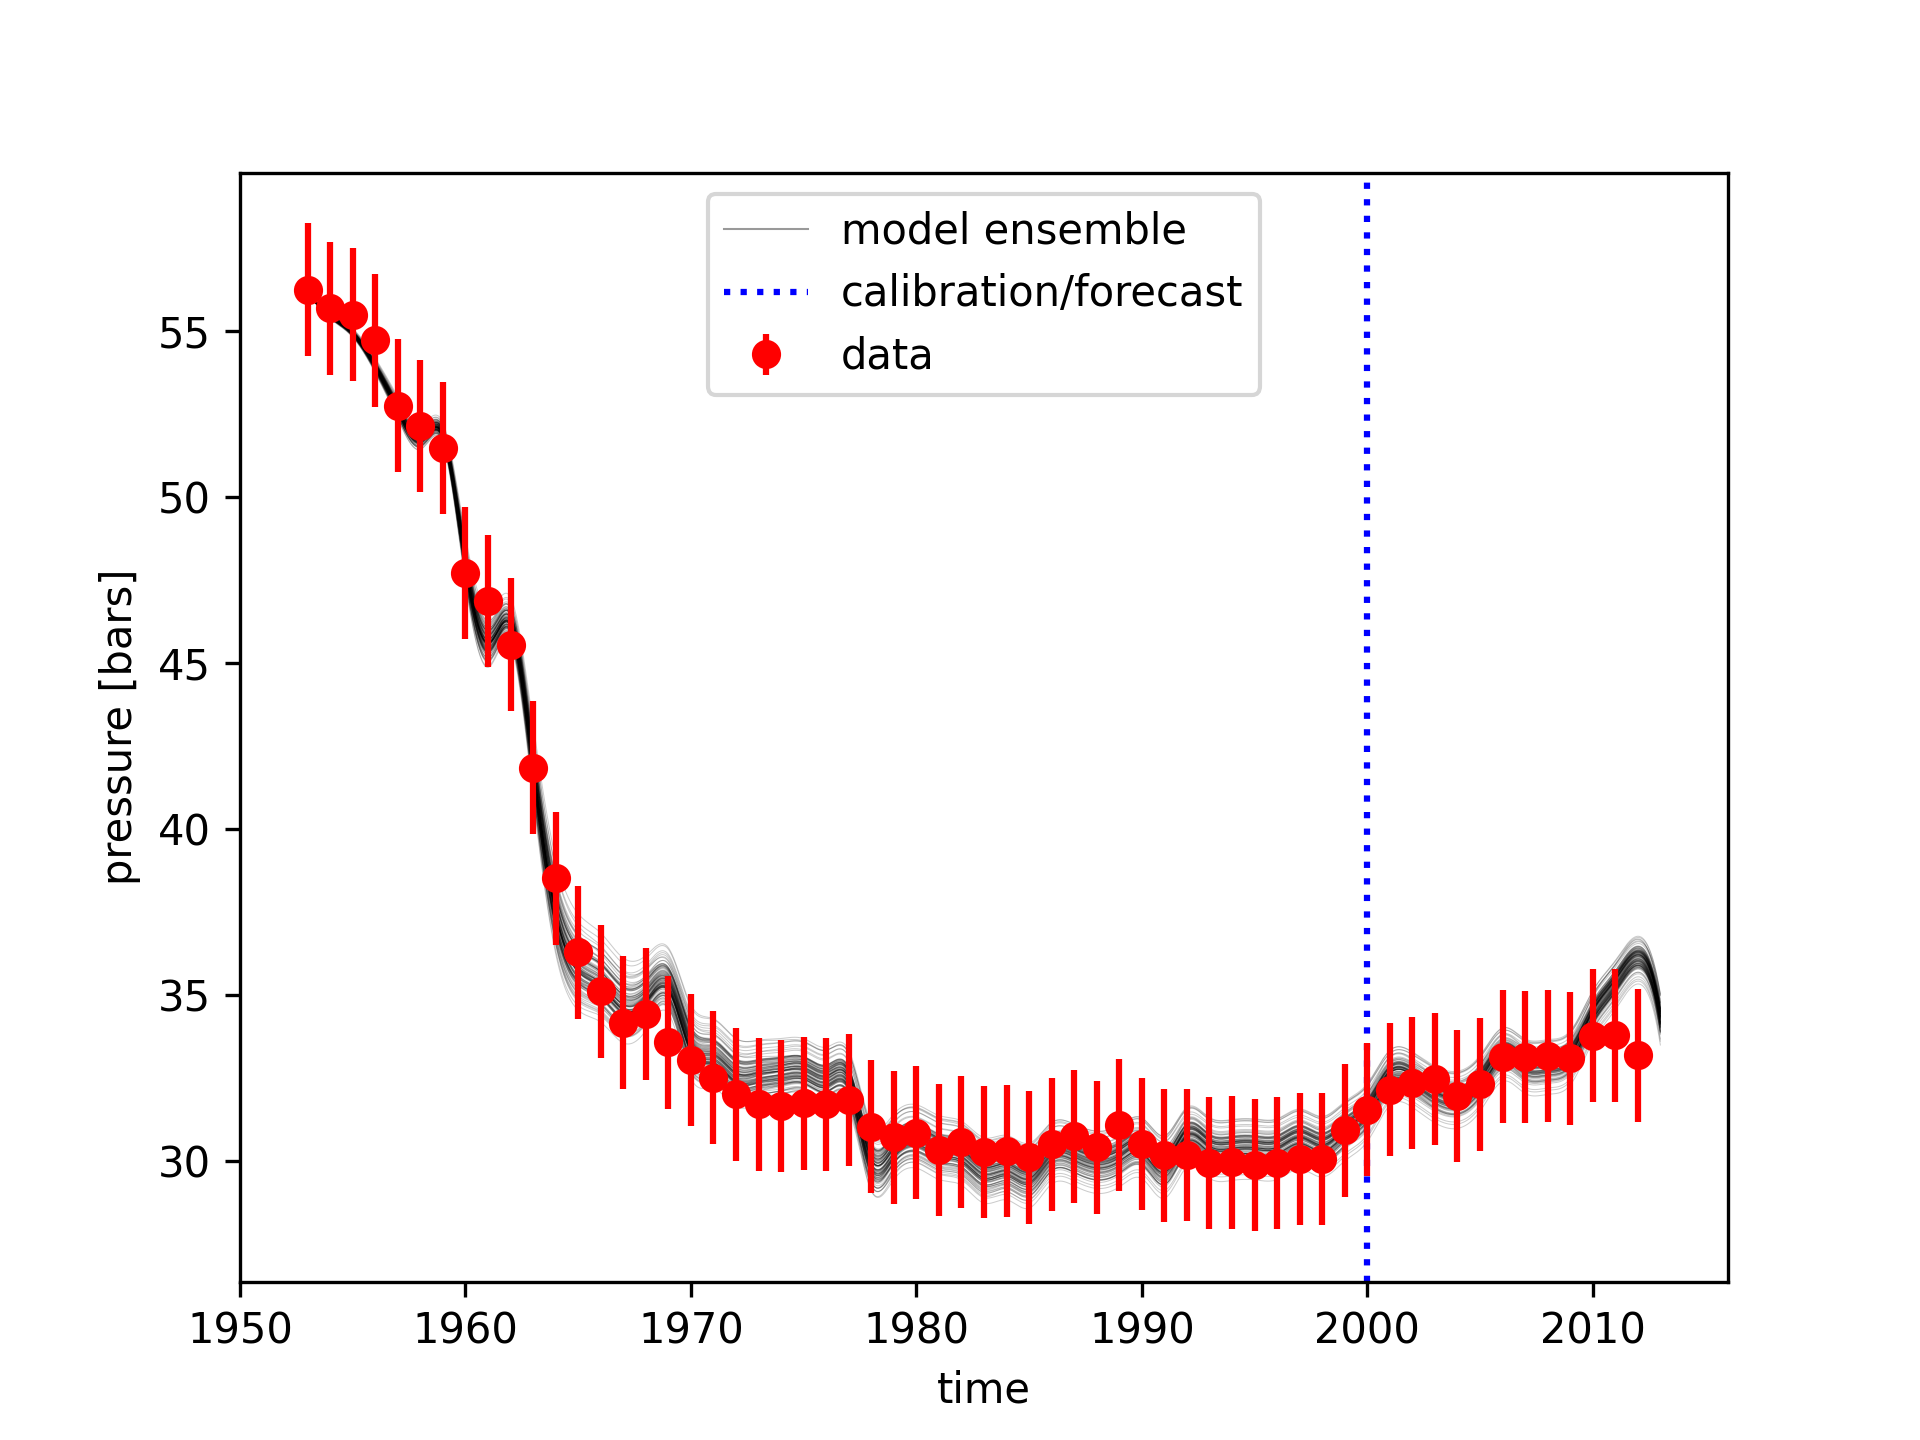 model ensemble
calibration/forecast
data
55
50
45
40
35
30
pressure [bars]
1950 1960 1970 1980 1990 2000 2010
time